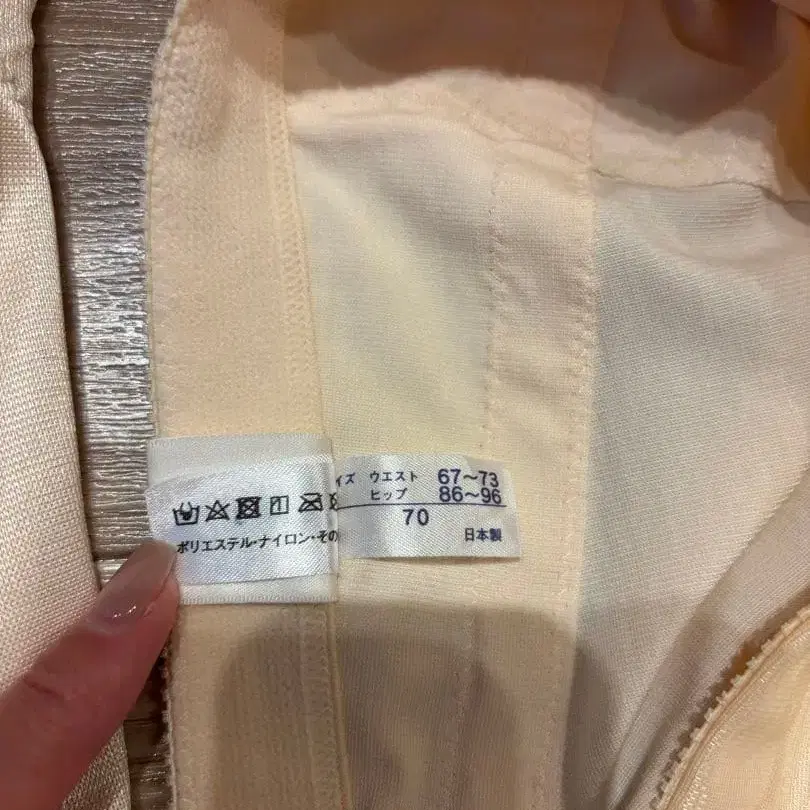 イズ ウエスト 67～73
ヒップ 86～96
70
日本製
ポリエステル・ナイロン・その